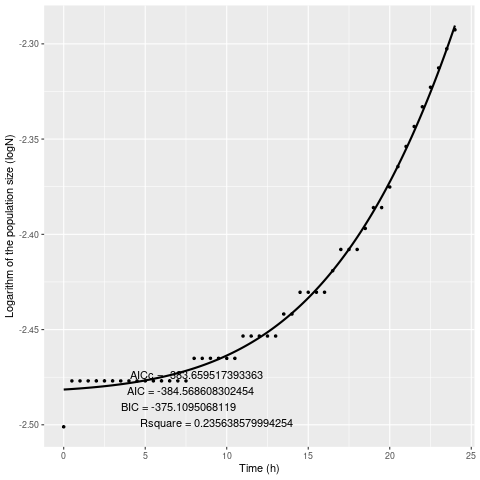 -2.30
-2.35
-2.40
-2.45
-2.50
Logarithm of the population size (logN)
AICc = -383.659517393363
AIC = -384.568608302454
BIC = -375.1095068119
Rsquare = 0.235638579994254
0 5 10 15 20 25
Time (h)